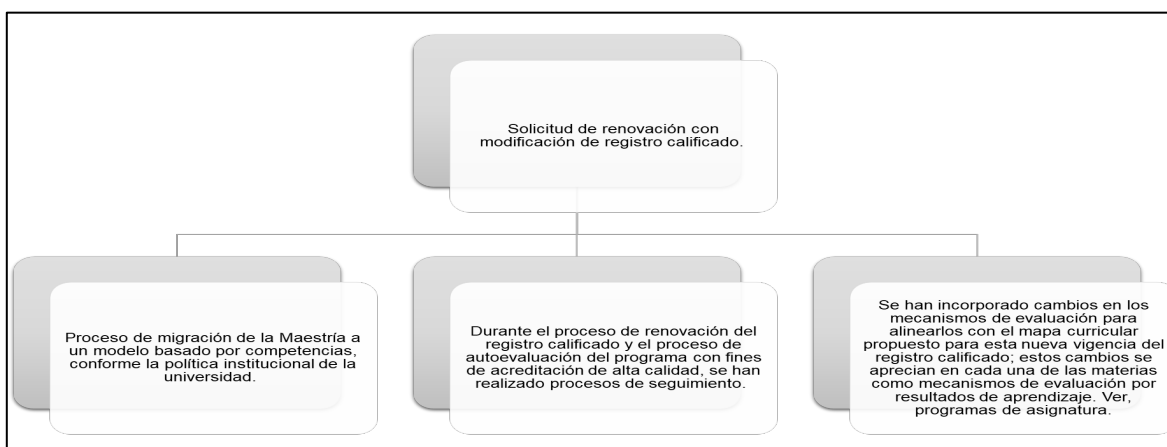 Solicitud de renovación con
modificación de registro calificado.
Proceso de migración de la Maestría a
un modelo basado por competencias,
conforme la política institucional de la
universidad.
Durante el proceso de renovación del
registro calificado y el proceso de
autoevaluación del programa con fines
de acreditación de alta calidad, se han
realizado procesos de seguimiento.
Se han incorporado cambios en los
mecanismos de evaluación para
alinearlos con el mapa curricular
propuesto para esta nueva vigencia del
registro calificado; estos cambios se
aprecian en cada una de las materias
como mecanismos de evaluación por
resultados de aprendizaje. Ver,
programas de asignatura.